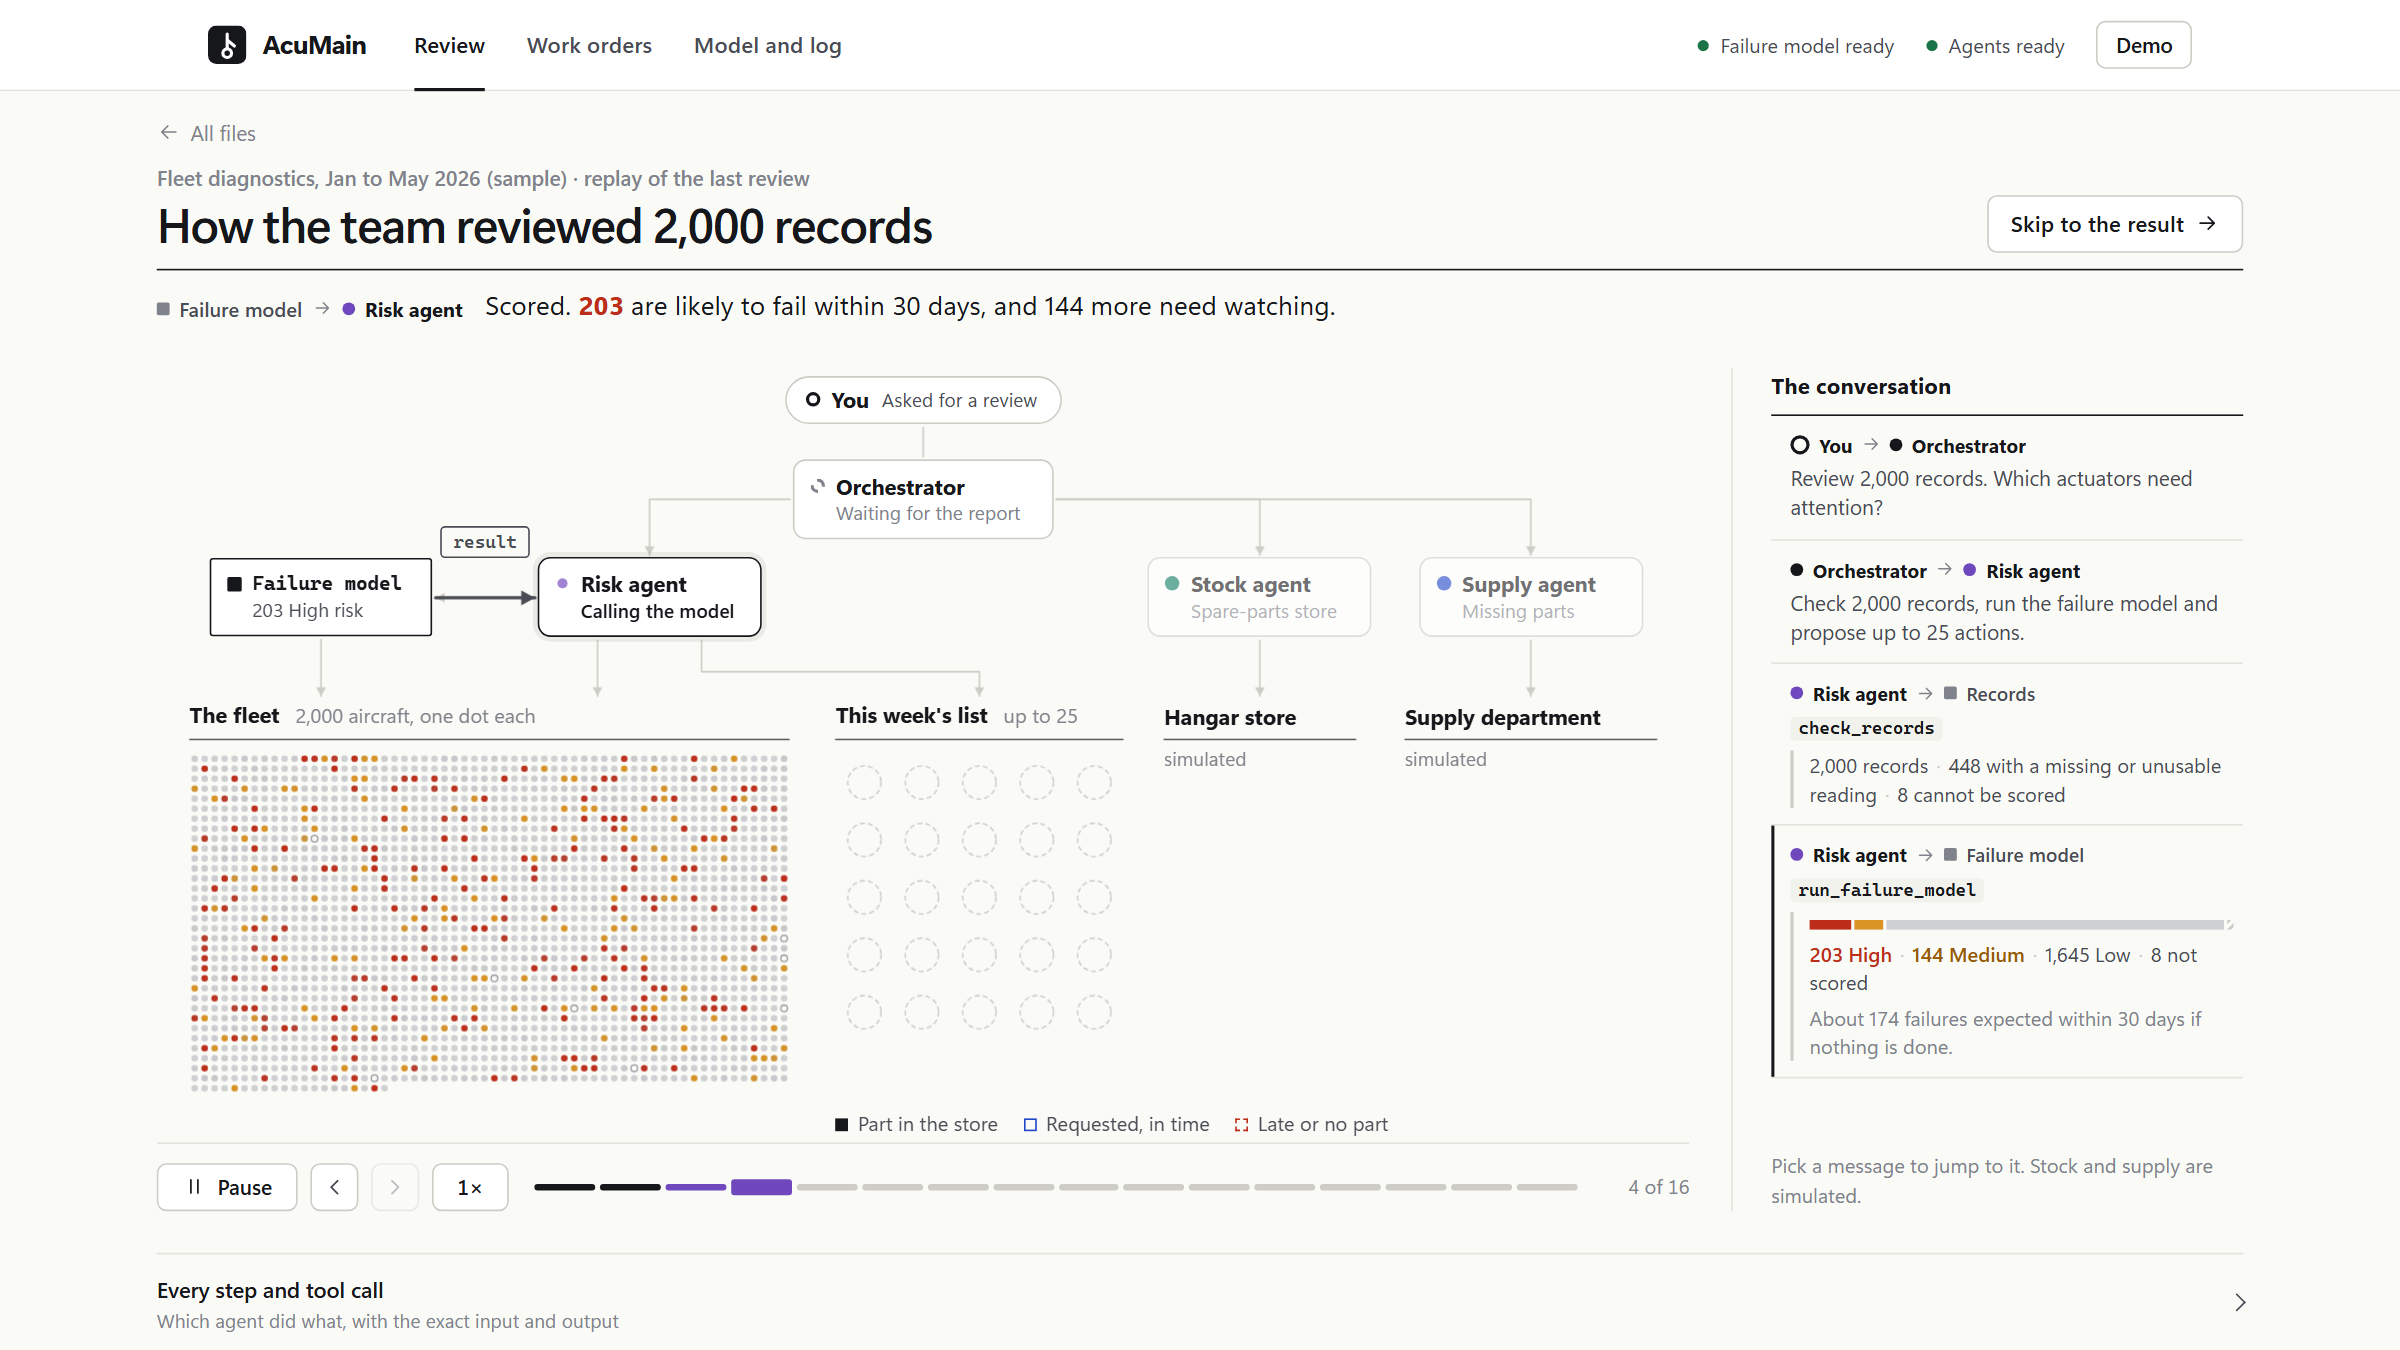 AcuMain
Review
Work orders
Model and log
Failure model ready
Agents ready
Demo
← All files
Fleet diagnostics, Jan to May 2026 (sample) · replay of the last review
How the team reviewed 2,000 records
Skip to the result →
Failure model → Risk agent
Scored. 203 are likely to fail within 30 days, and 144 more need watching.
You Asked for a review
Orchestrator
Waiting for the report
result
Failure model
203 High risk
Risk agent
Calling the model
Stock agent
Spare-parts store
Supply agent
Missing parts
The fleet 2,000 aircraft, one dot each
This week's list up to 25
Hangar store
simulated
Supply department
simulated
Part in the store
Requested, in time
Late or no part
Pause
1×
4 of 16
The conversation
You → Orchestrator
Review 2,000 records. Which actuators need
attention?
Orchestrator → Risk agent
Check 2,000 records, run the failure model and
propose up to 25 actions.
Risk agent → Records
check_records
2,000 records · 448 with a missing or unusable
reading · 8 cannot be scored
Risk agent → Failure model
run_failure_model
203 High · 144 Medium · 1,645 Low · 8 not
scored
About 174 failures expected within 30 days if
nothing is done.
Pick a message to jump to it. Stock and supply are
simulated.
Every step and tool call
Which agent did what, with the exact input and output